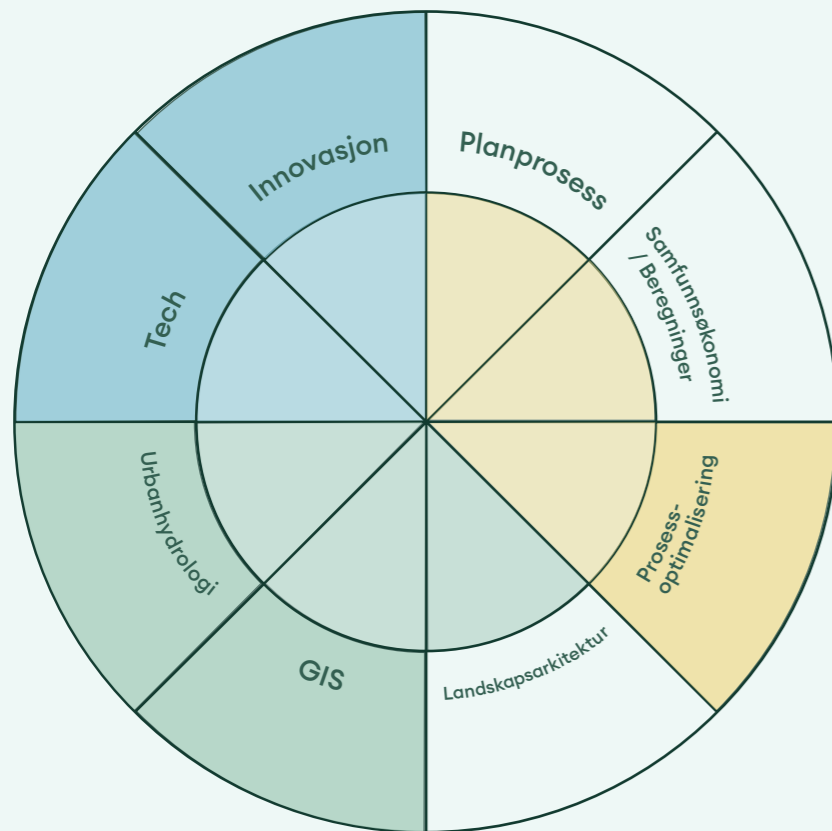 Innovasjon
Planprosess
Samfunnsøkonomi
/ Beregninger
Tech
Urbanhydrologi
Prosess-
optimalisering
GIS
Landskapsarkitektur